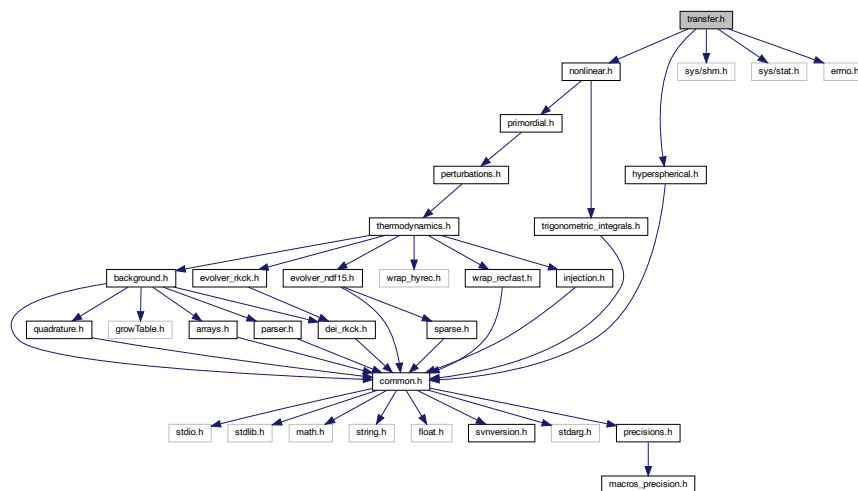 transfer.h
nonlinear.h
sys/shm.h
sys/stat.h
errno.h
primordial.h
perturbations.h
hyperspherical.h
thermodynamics.h
trigonometric_integrals.h
background.h
evolver_rkck.h
evolver_ndf15.h
wrap_hyrec.h
wrap_recfast.h
injection.h
quadrature.h
growTable.h
arrays.h
parser.h
dei_rkck.h
sparse.h
common.h
stdio.h
stdlib.h
math.h
string.h
float.h
svnversion.h
stdarg.h
precisions.h
macros_precision.h